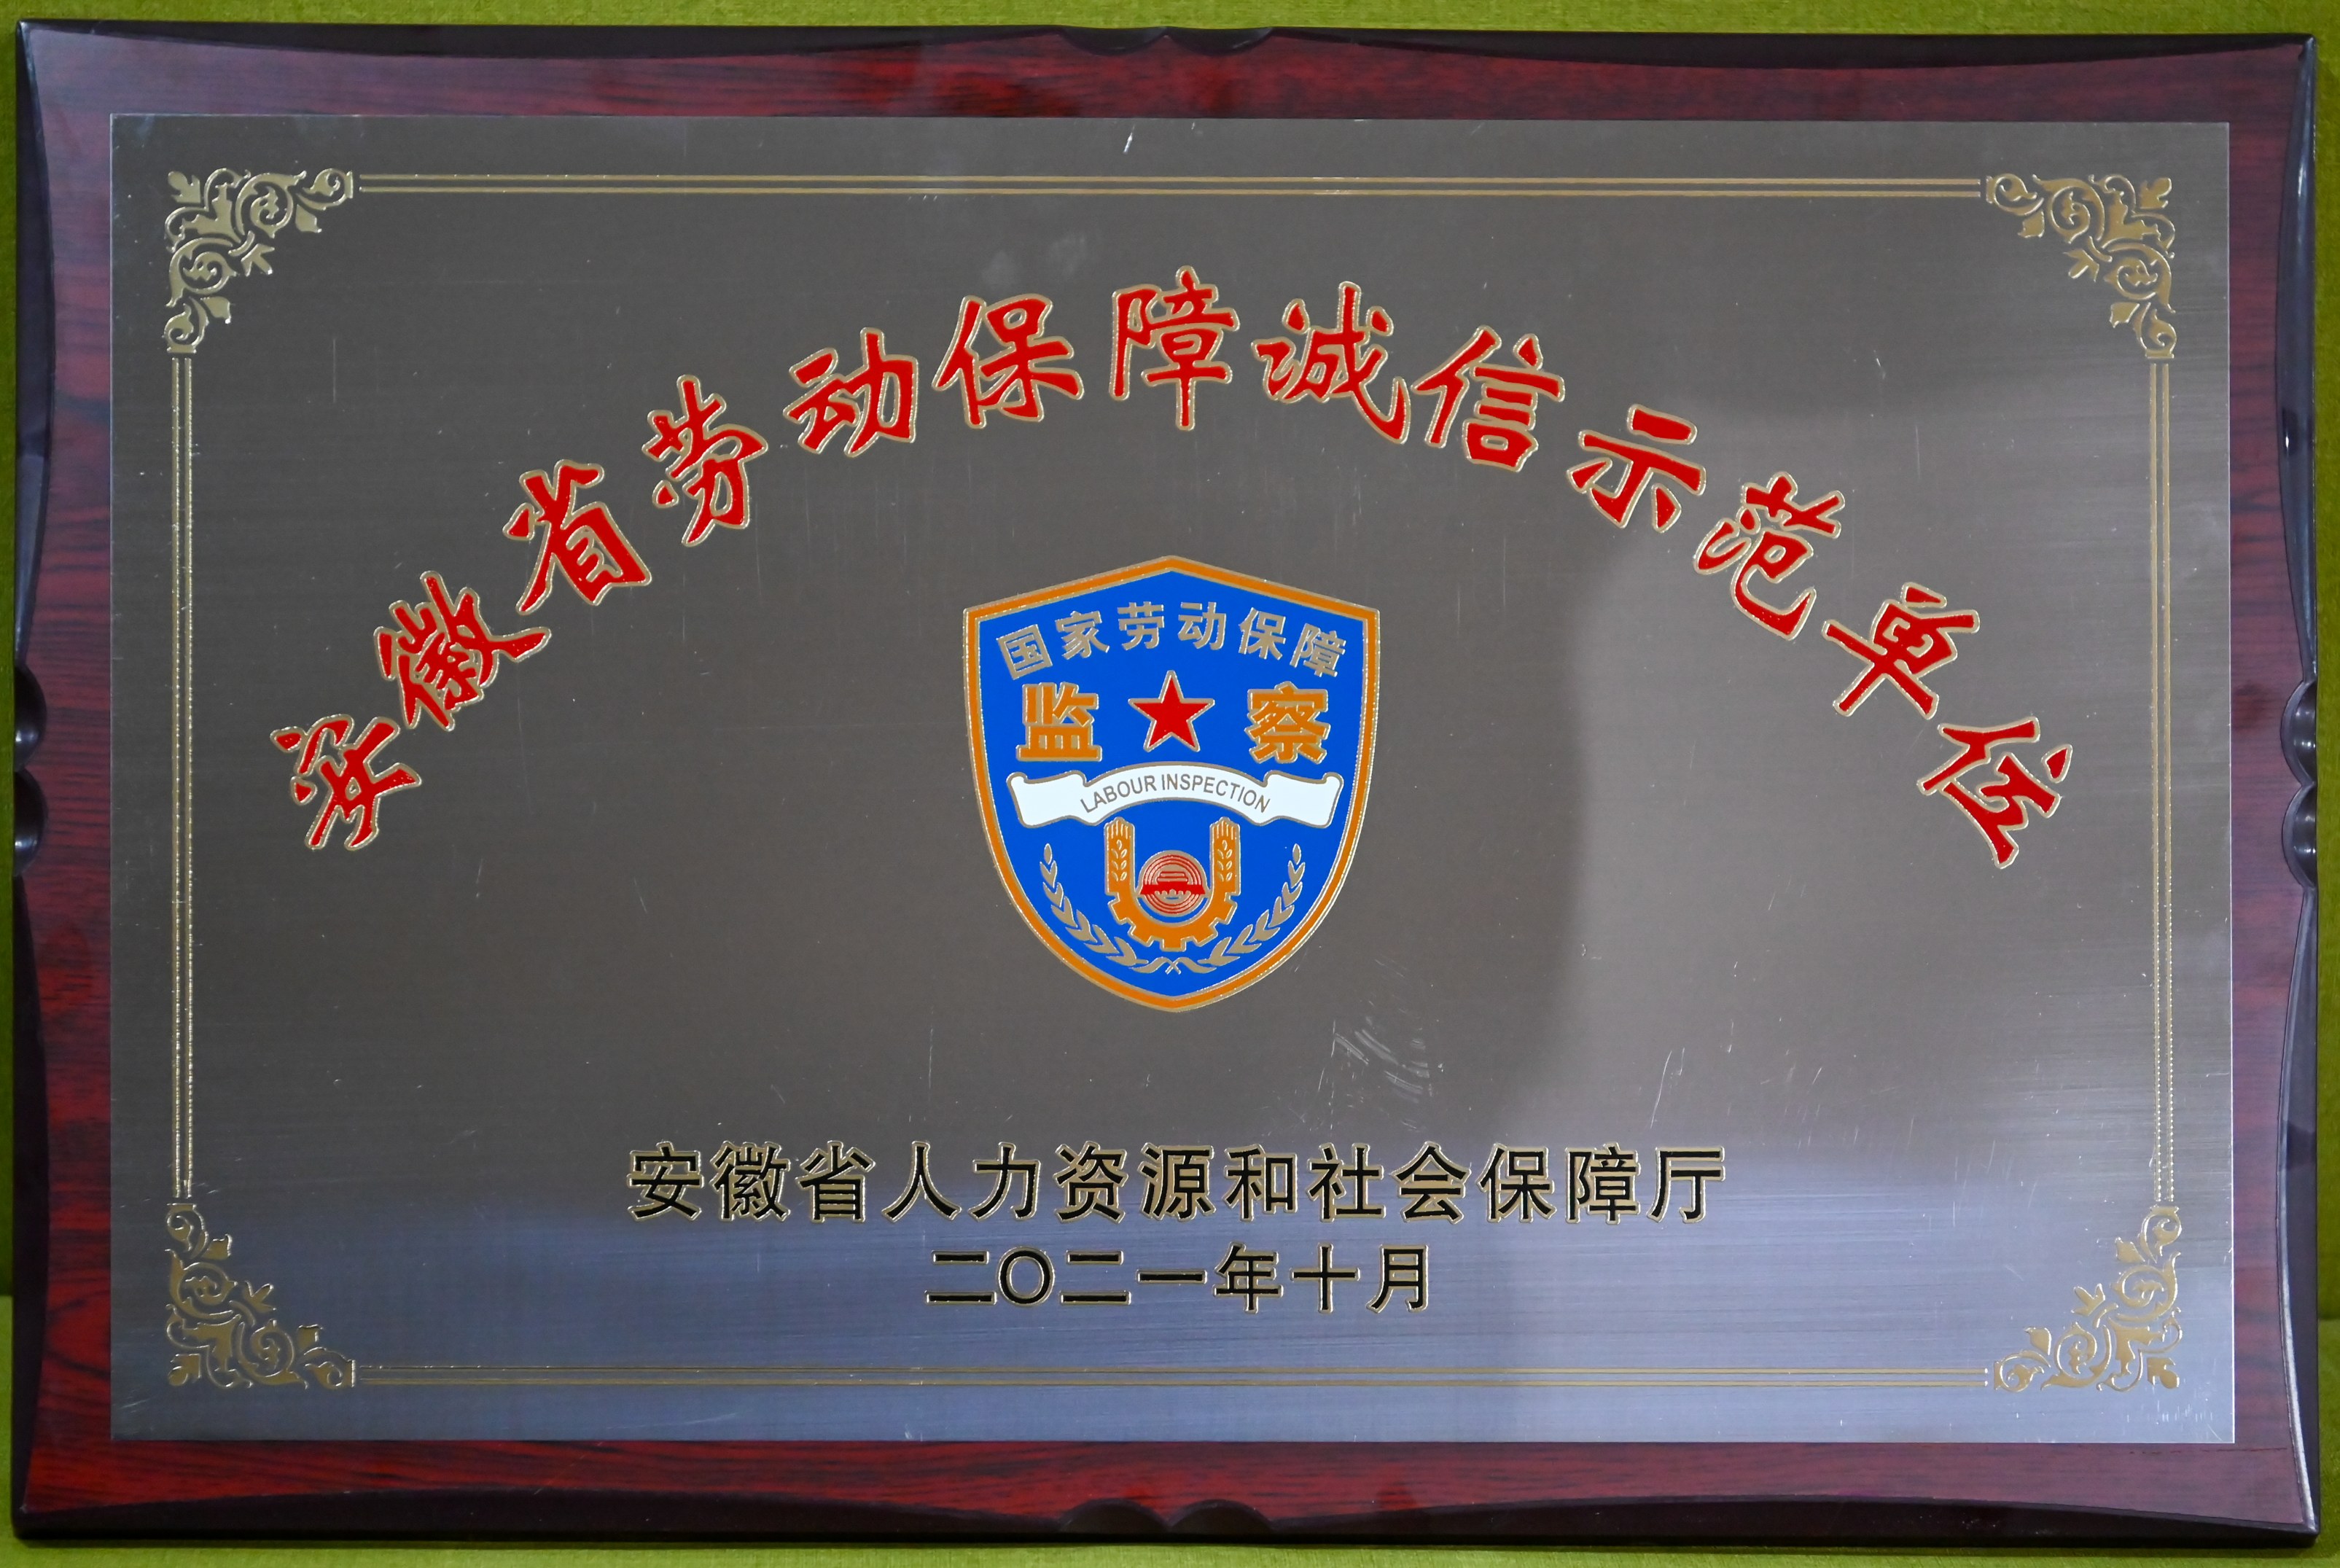 安徽省劳动保障诚信示范单位
国家劳动保障
监察
LABOUR INSPECTION
安徽省人力资源和社会保障厅
二〇二一年十月